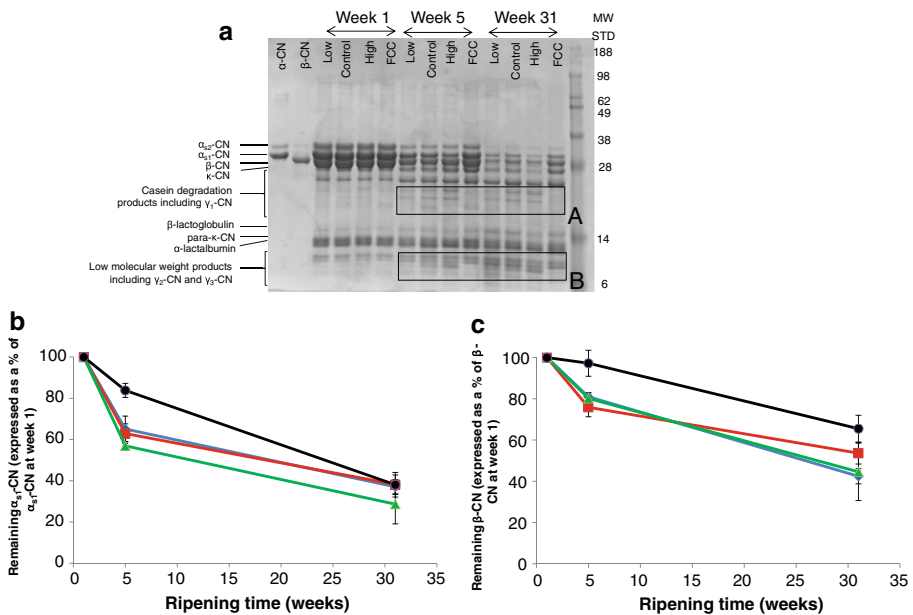 a
Week 1 Week 5 Week 31
MW
STD
α-CN β-CN Low Control High FCC Low Control High FCC Low Control High FCC
188
98
62
49
38
28
14
6
αs2-CN
αs1-CN
β-CN
κ-CN
Casein degradation
products including γ1-CN
β-lactoglobulin
para-κ-CN
α-lactalbumin
Low molecular weight products
including γ2-CN and γ3-CN
A
B
b
Remaining αs1-CN (expressed as a % of
αs1-CN at week 1)
100
80
60
40
20
0
0 5 10 15 20 25 30 35
Ripening time (weeks)
c
Remaining β-CN (expressed as a % of β-
CN at week 1)
100
80
60
40
20
0
0 5 10 15 20 25 30 35
Ripening time (weeks)